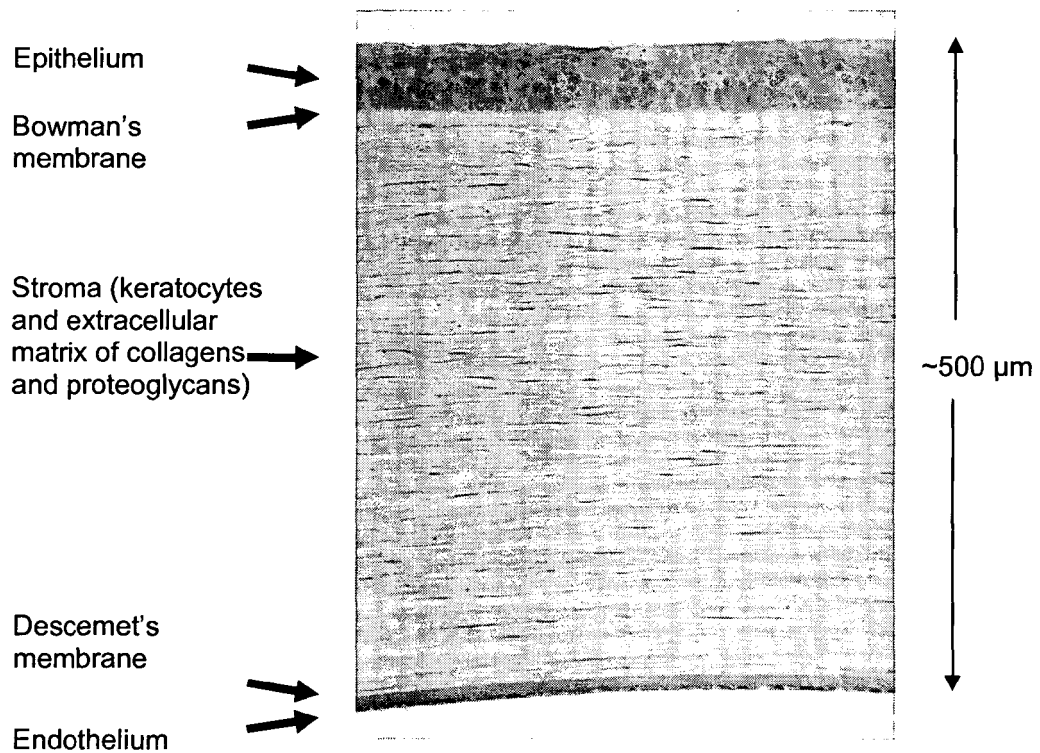 Epithelium
Bowman's
membrane
Stroma (keratocytes
and extracellular
matrix of collagens
and proteoglycans)
~500 μm
Descemet's
membrane
Endothelium